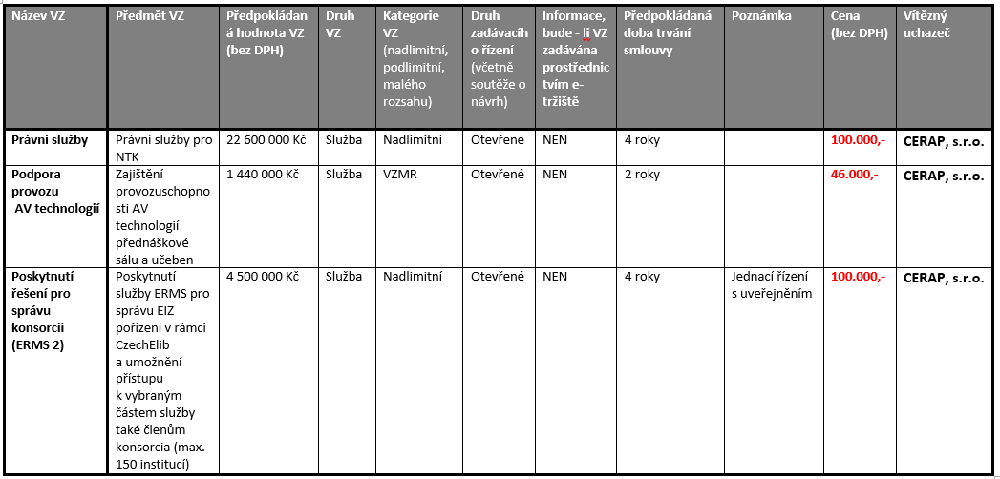 Název VZ
Předmět VZ
Předpokládan
á hodnota VZ
(bez DPH)
Druh
VZ
Kategorie
VZ
(nadlimitní,
podlimitní,
malého
rozsahu)
Druh
zadávacíh
o řízení
(včetně
soutěže o
návrh)
Informace,
bude - li VZ
zadávána
prostřednic
tvím e-
tržiště
Předpokládaná
doba trvání
smlouvy
Poznámka
Cena
(bez DPH)
Vítězný
uchazeč
Právní služby
Právní služby pro
NTK
22 600 000 Kč
Služba
Nadlimitní
Otevřené
NEN
4 roky
100.000,-
CERAP, s.r.o.
Podpora
provozu
AV technologií
Zajištění
provozuschopno
sti AV
technologií
přednáškové
sálu a učeben
1 440 000 Kč
Služba
VZMR
Otevřené
NEN
2 roky
46.000,-
CERAP, s.r.o.
Poskytnutí
řešení pro
správu
konsorcií
(ERMS 2)
Poskytnutí
služby ERMS pro
správu EIZ
pořízení v rámci
CzechElib
a umožnění
přístupu
k vybraným
částem služby
také členům
konsorcia (max.
150 institucí)
4 500 000 Kč
Služba
Nadlimitní
Otevřené
NEN
4 roky
Jednací řízení
s uveřejněním
100.000,-
CERAP, s.r.o.